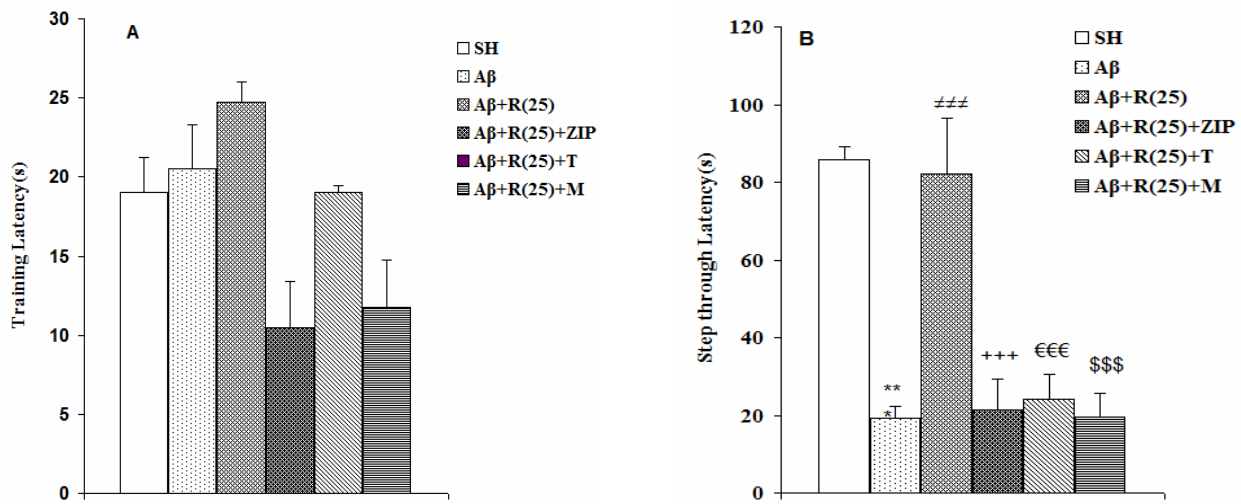 A
Training Latency(s)
30
25
20
15
10
5
0
SH
Aβ
Aβ+R(25)
Aβ+R(25)+ZIP
Aβ+R(25)+T
Aβ+R(25)+M
B
Step through Latency(s)
120
100
80
60
40
20
0
**
*
≠≠≠
+++
€€€
$$$
SH
Aβ
Aβ+R(25)
Aβ+R(25)+ZIP
Aβ+R(25)+T
Aβ+R(25)+M